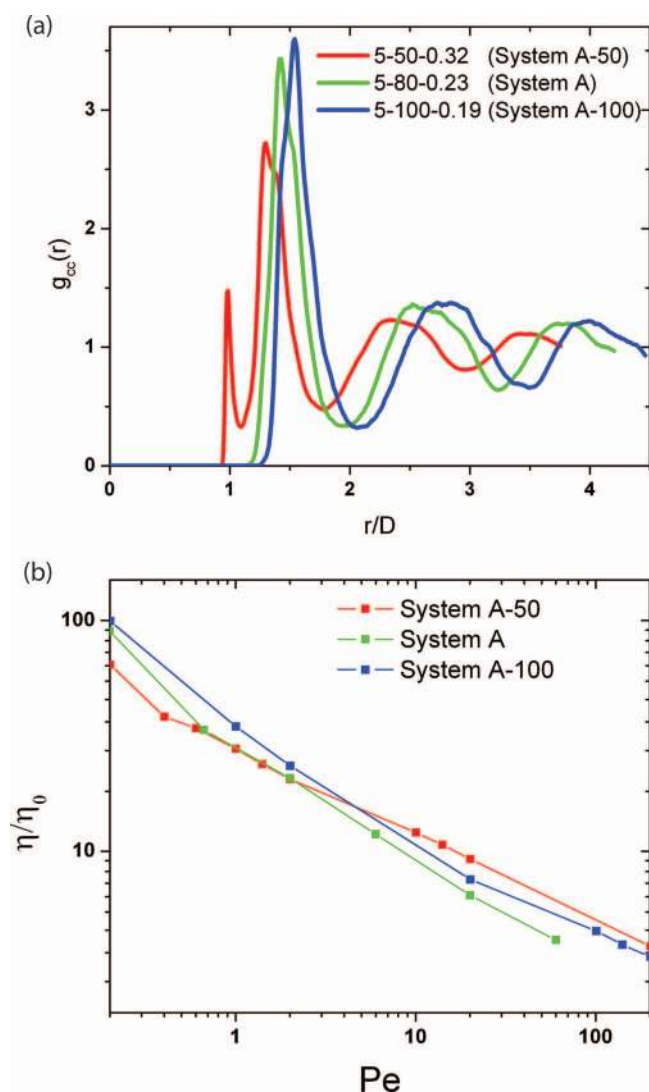 (a)
5-50-0.32 (System A-50)
5-80-0.23 (System A)
5-100-0.19 (System A-100)
g_cc(r)
3
2
1
0
0 1 2 3 4
r/D
(b)
System A-50
System A
System A-100
η/η₀
100
10
1 10 100
Pe